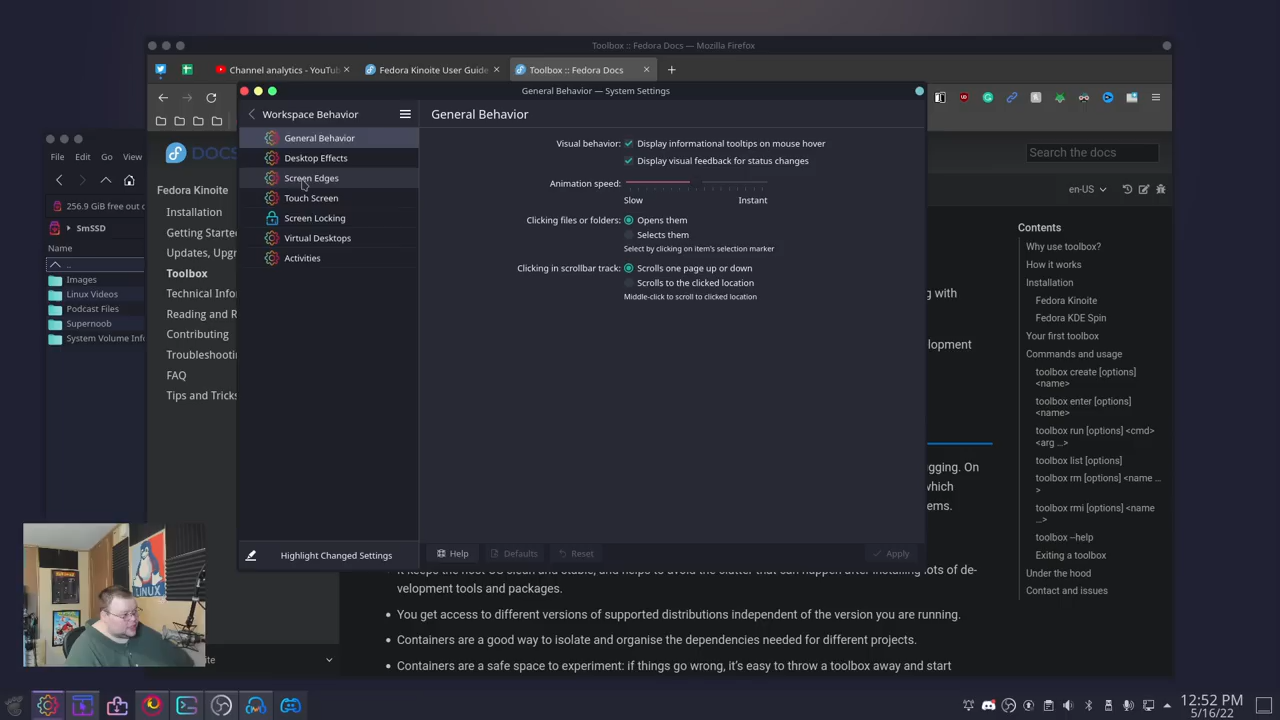 Toolbox :: Fedora Docs — Mozilla Firefox
Channel analytics - YouTub
Fedora Kinoite User Guide
Toolbox :: Fedora Docs
General Behavior — System Settings
Workspace Behavior
General Behavior
General Behavior
Desktop Effects
Screen Edges
Touch Screen
Screen Locking
Virtual Desktops
Activities
Highlight Changed Settings
Visual behavior:
Display informational tooltips on mouse hover
Display visual feedback for status changes
Animation speed:
Slow
Instant
Clicking files or folders:
Opens them
Selects them
Select by clicking on item's selection marker
Clicking in scrollbar track:
Scrolls one page up or down
Scrolls to the clicked location
Middle-click to scroll to clicked location
Help
Defaults
Reset
Apply
File
Edit
Go
View
256.9 GiB free out o
SmSSD
Name
..
Images
Linux Videos
Podcast Files
Supernoob
System Volume Info
DOCS
Fedora Kinoite
Installation
Getting Starte
Updates, Upgr
Toolbox
Technical Infor
Reading and R
Contributing
Troubleshootin
FAQ
Tips and Tricks
Search the docs
en-US
ng with
elopment
gging. On
which
ems.
It keeps the host OS clean and stable, and helps to avoid the clutter that can happen after installing lots of de-
velopment tools and packages.
You get access to different versions of supported distributions independent of the version you are running.
Containers are a good way to isolate and organise the dependencies needed for different projects.
Containers are a safe space to experiment: if things go wrong, it's easy to throw a toolbox away and start
Contents
Why use toolbox?
How it works
Installation
Fedora Kinoite
Fedora KDE Spin
Your first toolbox
Commands and usage
toolbox create [options]
<name>
toolbox enter [options]
<name>
toolbox run [options] <cmd>
<arg ...>
toolbox list [options]
toolbox rm [options] <name ...
>
toolbox rmi [options] <name
...>
toolbox --help
Exiting a toolbox
Under the hood
Contact and issues
LINUX
ite
12:52 PM
5/16/22